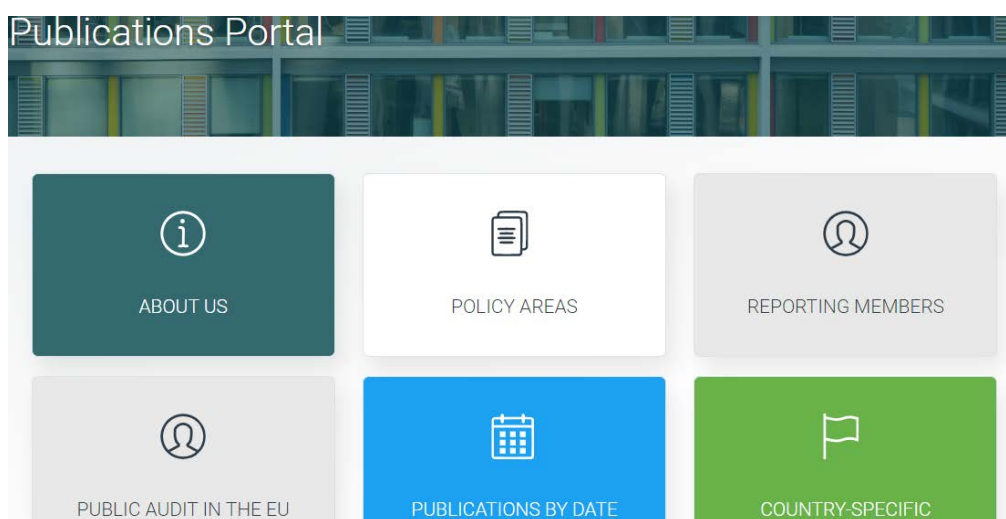 Publications Portal
ABOUT US
POLICY AREAS
REPORTING MEMBERS
PUBLIC AUDIT IN THE EU
PUBLICATIONS BY DATE
COUNTRY-SPECIFIC